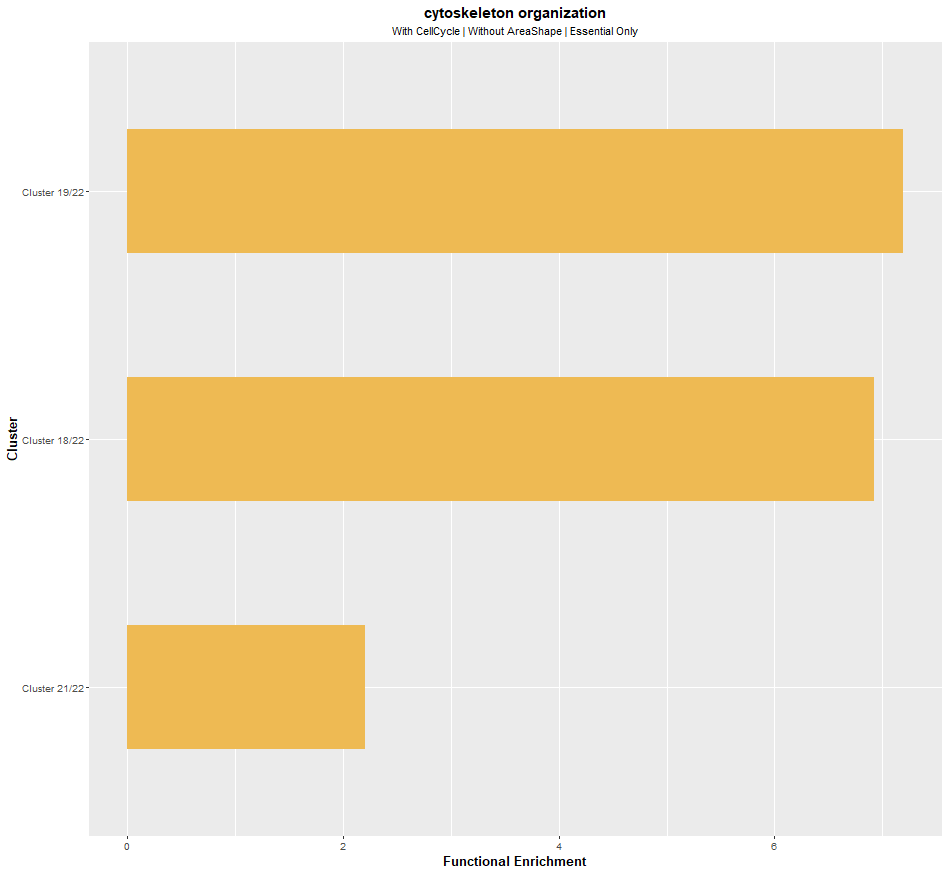 cytoskeleton organization
With CellCycle | Without AreaShape | Essential Only
Cluster
Cluster 19/22
Cluster 18/22
Cluster 21/22
0 2 4 6
Functional Enrichment